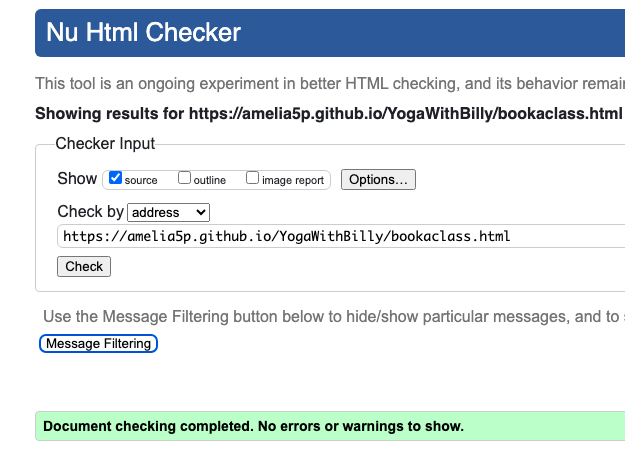 Nu Html Checker
This tool is an ongoing experiment in better HTML checking, and its behavior remai
Showing results for https://amelia5p.github.io/YogaWithBilly/bookaclass.html
Checker Input
Show source outline image report Options...
Check by address
https://amelia5p.github.io/YogaWithBilly/bookaclass.html
Check
Use the Message Filtering button below to hide/show particular messages, and to
Message Filtering
Document checking completed. No errors or warnings to show.